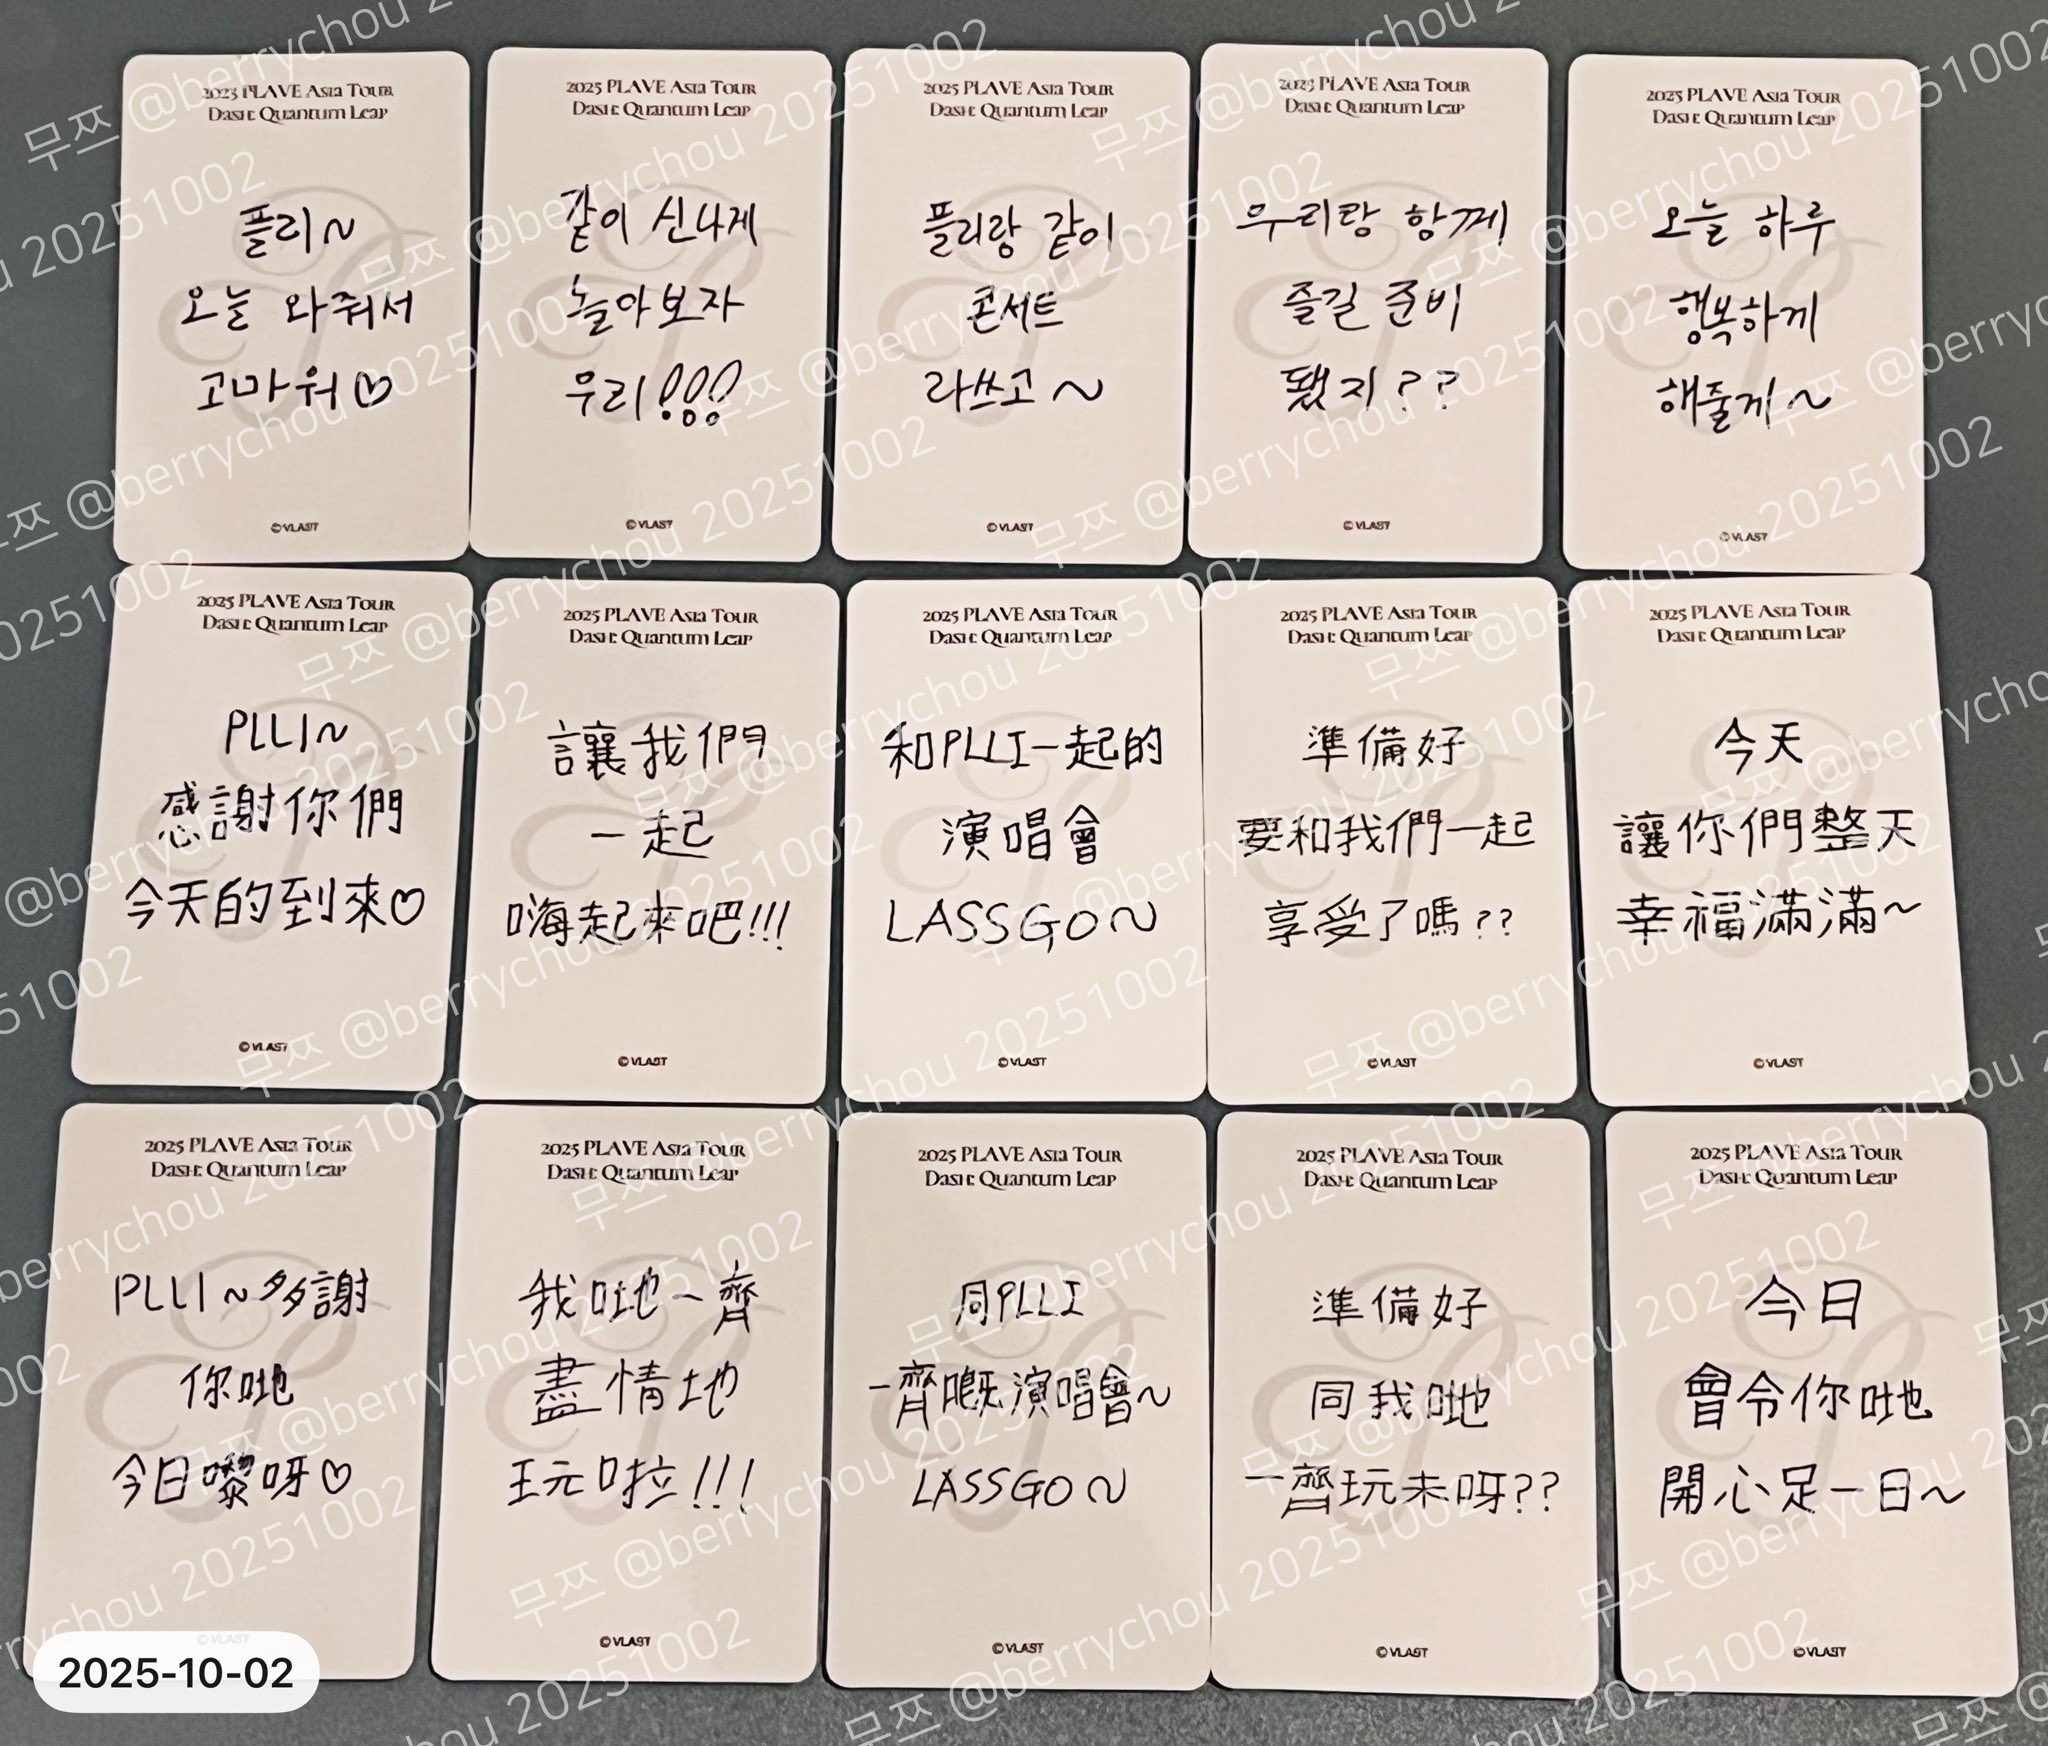 2025 PLAVE Asia Tour
Dash: Quantum Leap
플리~
오늘 와줘서
고마워♡
©VLAST
2025 PLAVE Asia Tour
Dash: Quantum Leap
같이 신나게
놀아보자
우리!!!
©VLAST
2025 PLAVE Asia Tour
Dash: Quantum Leap
플리랑 같이
콘서트
라쓰고~
©VLAST
2025 PLAVE Asia Tour
Dash: Quantum Leap
우리랑 함께
즐길 준비
됐지??
©VLAST
2025 PLAVE Asia Tour
Dash: Quantum Leap
오늘 하루
행복하게
해줄게~
©VLAST
2025 PLAVE Asia Tour
Dash: Quantum Leap
PLLI~
感謝你們
今天的到來♡
©VLAST
2025 PLAVE Asia Tour
Dash: Quantum Leap
讓我們
一起
嗨起來吧!!!
©VLAST
2025 PLAVE Asia Tour
Dash: Quantum Leap
和PLLI一起的
演唱會
LASSGO~
©VLAST
2025 PLAVE Asia Tour
Dash: Quantum Leap
準備好
要和我們一起
享受了嗎??
©VLAST
2025 PLAVE Asia Tour
Dash: Quantum Leap
今天
讓你們整天
幸福滿滿~
©VLAST
2025 PLAVE Asia Tour
Dash: Quantum Leap
PLLI~多謝
你哋
今日嚟呀♡
©VLAST
2025 PLAVE Asia Tour
Dash: Quantum Leap
我哋一齊
盡情地
玩啦!!!
©VLAST
2025 PLAVE Asia Tour
Dash: Quantum Leap
同PLLI
一齊嘅演唱會~
LASSGO~
©VLAST
2025 PLAVE Asia Tour
Dash: Quantum Leap
準備好
同我哋
一齊玩未呀??
©VLAST
2025 PLAVE Asia Tour
Dash: Quantum Leap
今日
會令你哋
開心足一日~
©VLAST
2025-10-02
무쯔 @berrychou 20251002